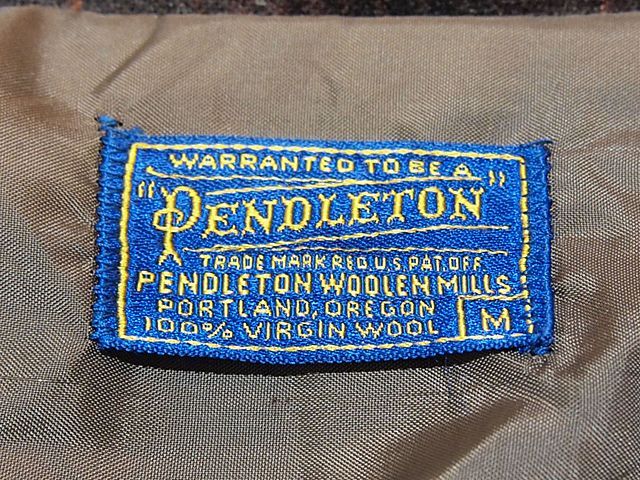 WARRANTED TO BE A
"PENDLETON"
TRADE MARK REG. U.S. PAT. OFF.
PENDLETON WOOLEN MILLS
PORTLAND, OREGON
100% VIRGIN WOOL
M